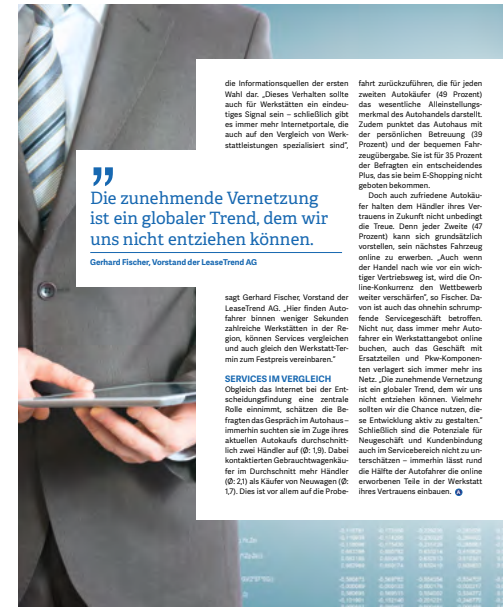 die Informationsquellen der ersten
Wahl dar. „Dieses Verhalten sollte
auch für Werkstätten ein eindeu-
tiges Signal sein – schließlich gibt
es immer mehr Internetportale, die
auch auf den Vergleich von Werk-
stattleistungen spezialisiert sind",
„
Die zunehmende Vernetzung
ist ein globaler Trend, dem wir
uns nicht entziehen können.
Gerhard Fischer, Vorstand der LeaseTrend AG
sagt Gerhard Fischer, Vorstand der
LeaseTrend AG. „Hier finden Auto-
fahrer binnen weniger Sekunden
zahlreiche Werkstätten in der Re-
gion, können Services vergleichen
und auch gleich den Werkstatt-Ter-
min zum Festpreis vereinbaren."
SERVICES IM VERGLEICH
Obgleich das Internet bei der Ent-
scheidungsfindung eine zentrale
Rolle einnimmt, schätzen die Be-
fragten das Gespräch im Autohaus –
immerhin suchten sie im Zuge ihres
aktuellen Autokaufs durchschnitt-
lich zwei Händler auf (Ø: 1,9). Dabei
kontaktierten Gebrauchtwagenkäu-
fer im Durchschnitt mehr Händler
(Ø: 2,1) als Käufer von Neuwagen (Ø:
1,7). Dies ist vor allem auf die Probe-
fahrt zurückzuführen, die für jeden
zweiten Autokäufer (49 Prozent)
das wesentliche Alleinstellungs-
merkmal des Autohandels darstellt.
Zudem punktet das Autohaus mit
der persönlichen Betreuung (39
Prozent) und der bequemen Fahr-
zeugübergabe. Sie ist für 35 Prozent
der Befragten ein entscheidendes
Plus, das sie beim E-Shopping nicht
geboten bekommen.
Doch auch zufriedene Autokäu-
fer halten dem Händler ihres Ver-
trauens in Zukunft nicht unbedingt
die Treue. Denn jeder Zweite (47
Prozent) kann sich grundsätzlich
vorstellen, sein nächstes Fahrzeug
online zu erwerben. „Auch wenn
der Handel nach wie vor ein wich-
tiger Vertriebsweg ist, wird die On-
line-Konkurrenz den Wettbewerb
weiter verschärfen", so Fischer. Da-
von ist auch das ohnehin schrump-
fende Servicegeschäft betroffen.
Nicht nur, dass immer mehr Auto-
fahrer ein Werkstattangebot online
buchen, auch das Geschäft mit
Ersatzteilen und Pkw-Komponen-
ten verlagert sich immer mehr ins
Netz. „Die zunehmende Vernetzung
ist ein globaler Trend, dem wir uns
nicht entziehen können. Vielmehr
sollten wir die Chance nutzen, die-
se Entwicklung aktiv zu gestalten."
Schließlich sind die Potenziale für
Neugeschäft und Kundenbindung
auch im Servicebereich nicht zu un-
terschätzen – immerhin lässt rund
die Hälfte der Autofahrer die online
erworbenen Teile in der Werkstatt
ihres Vertrauens einbauen. A